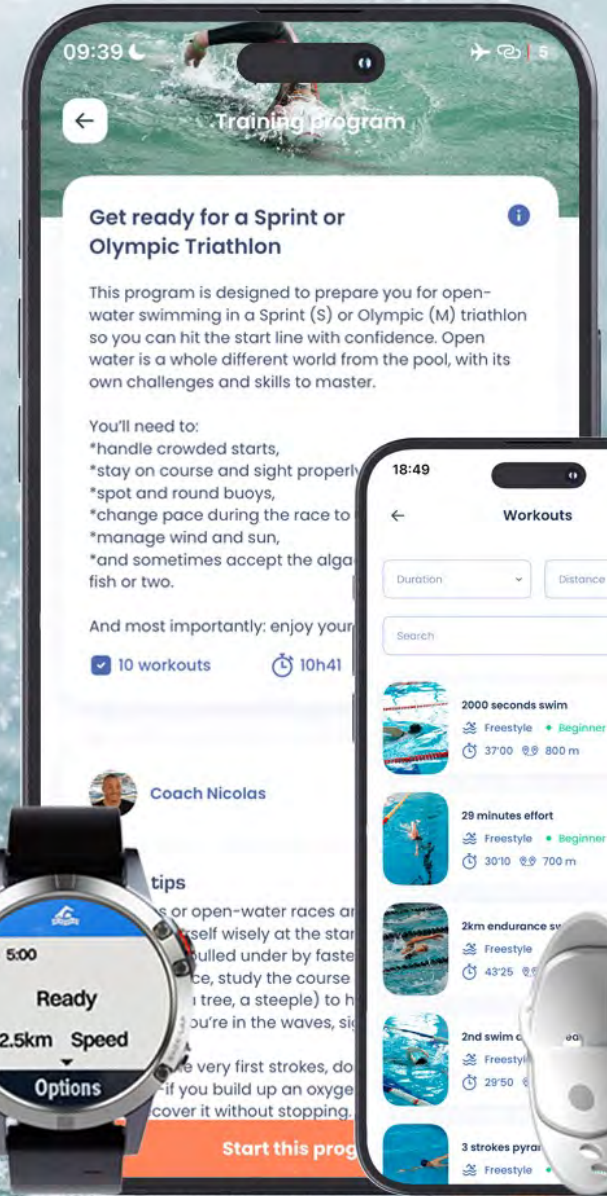 09:39
5
Training program
Get ready for a Sprint or
Olympic Triathlon
This program is designed to prepare you for open-
water swimming in a Sprint (S) or Olympic (M) triathlon
so you can hit the start line with confidence. Open
water is a whole different world from the pool, with its
own challenges and skills to master.
You'll need to:
*handle crowded starts,
*stay on course and sight properly
*spot and round buoys,
*change pace during the race to
*manage wind and sun,
*and sometimes accept the alga
fish or two.
And most importantly: enjoy your
10 workouts
10h41
Coach Nicolas
tips
s or open-water races ar
rself wisely at the star
pulled under by faste
ce, study the course
tree, a steeple) to h
ou're in the waves, sig
e very first strokes, do
-if you build up an oxyge
cover it without stopping.
Start this prog
18:49
Workouts
Duration
Distance
Search
2000 seconds swim
Freestyle • Beginner
37'00 800 m
29 minutes effort
Freestyle • Beginner
30'10 700 m
2km endurance sw
Freestyle
43'25
2nd swim
Freestyl
29'50
3 strokes pyra
Freestyle
5:00
Ready
2.5km Speed
Options